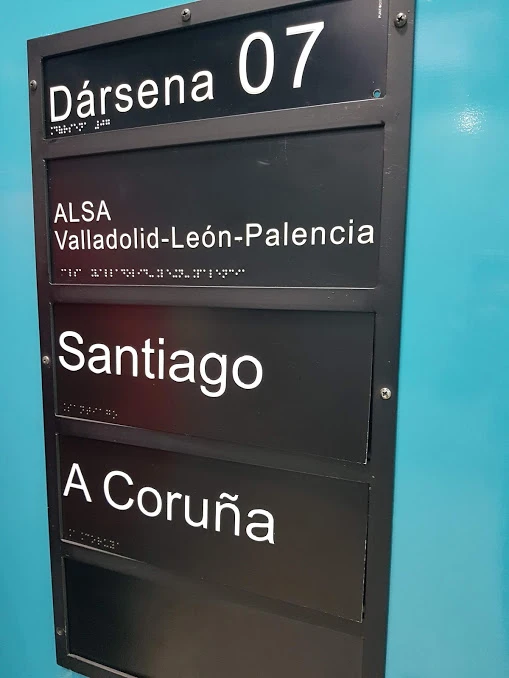 Dársena 07
ALSA
Valladolid-León-Palencia
Santiago
A Coruña